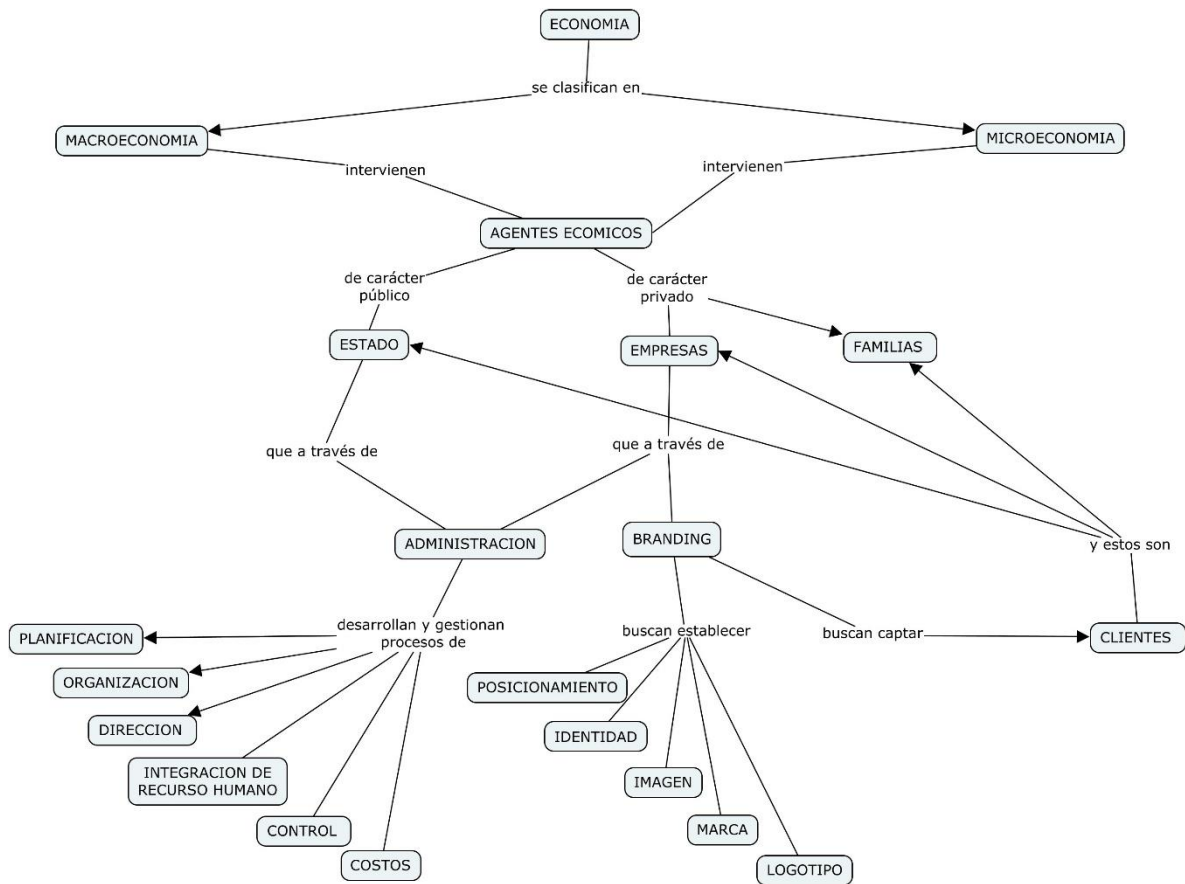 ECONOMIA
se clasifican en
MACROECONOMIA
MICROECONOMIA
intervienen
intervienen
AGENTES ECOMICOS
de carácter
público
de carácter
privado
ESTADO
EMPRESAS
FAMILIAS
que a través de
que a través de
ADMINISTRACION
BRANDING
y estos son
desarrollan y gestionan
procesos de
buscan establecer
buscan captar
CLIENTES
PLANIFICACION
ORGANIZACION
DIRECCION
INTEGRACION DE
RECURSO HUMANO
CONTROL
COSTOS
POSICIONAMIENTO
IDENTIDAD
IMAGEN
MARCA
LOGOTIPO